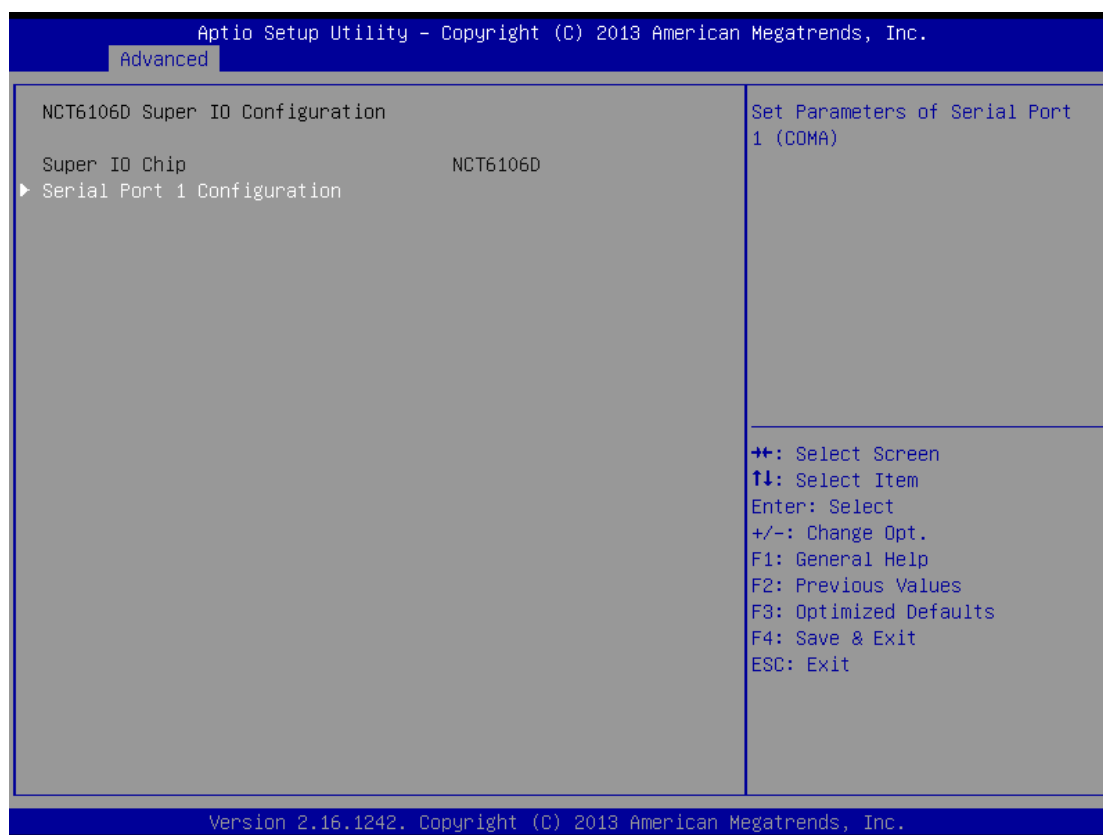 Aptio Setup Utility – Copyright (C) 2013 American Megatrends, Inc.
Advanced
NCT6106D Super IO Configuration
Super IO Chip NCT6106D
▶ Serial Port 1 Configuration
Set Parameters of Serial Port
1 (COMA)
→←: Select Screen
↑↓: Select Item
Enter: Select
+/-: Change Opt.
F1: General Help
F2: Previous Values
F3: Optimized Defaults
F4: Save & Exit
ESC: Exit
Version 2.16.1242. Copyright (C) 2013 American Megatrends, Inc.